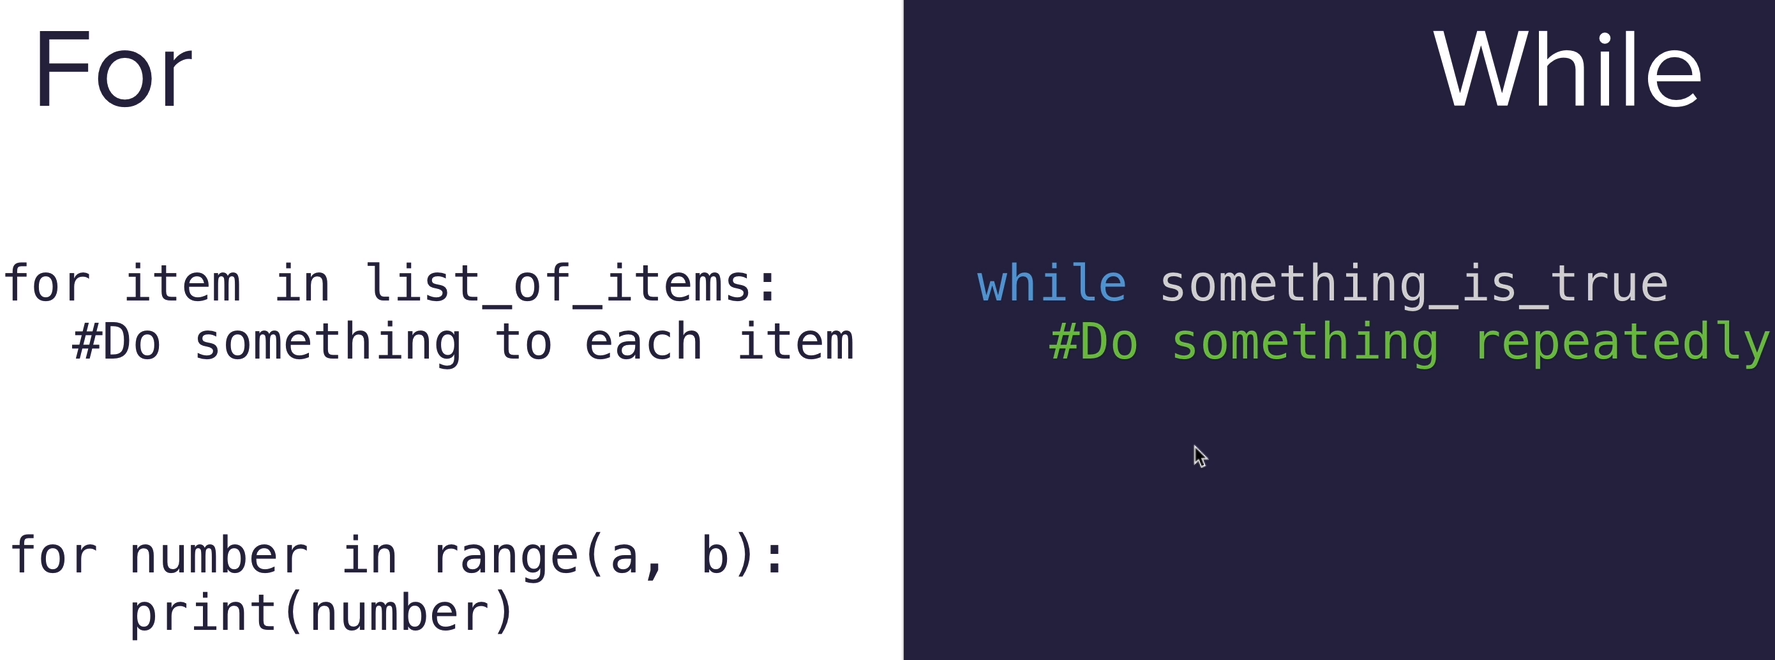 For
for item in list_of_items:
#Do something to each item
for number in range(a, b):
print(number)
While
while something_is_true
#Do something repeatedly